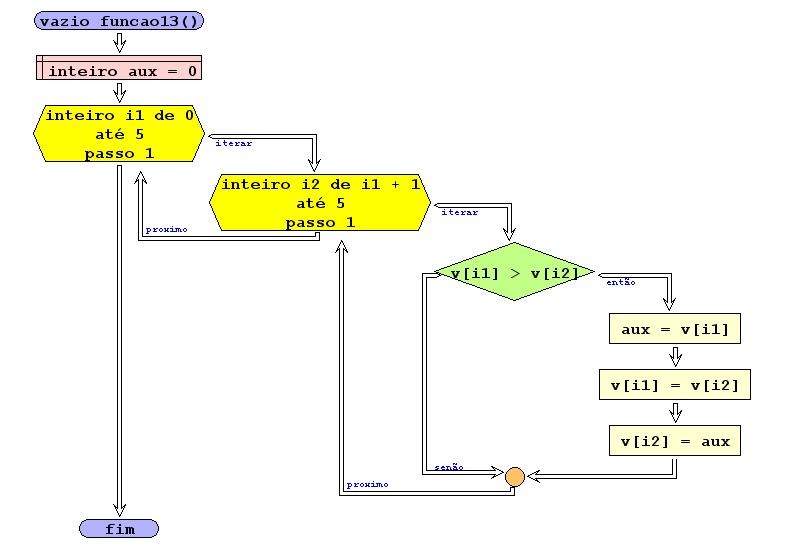 vazio funcao13()
inteiro aux = 0
inteiro i1 de 0
até 5
passo 1
iterar
inteiro i2 de i1 + 1
até 5
passo 1
proximo
iterar
v[i1] > v[i2]
então
aux = v[i1]
v[i1] = v[i2]
v[i2] = aux
senão
proximo
fim